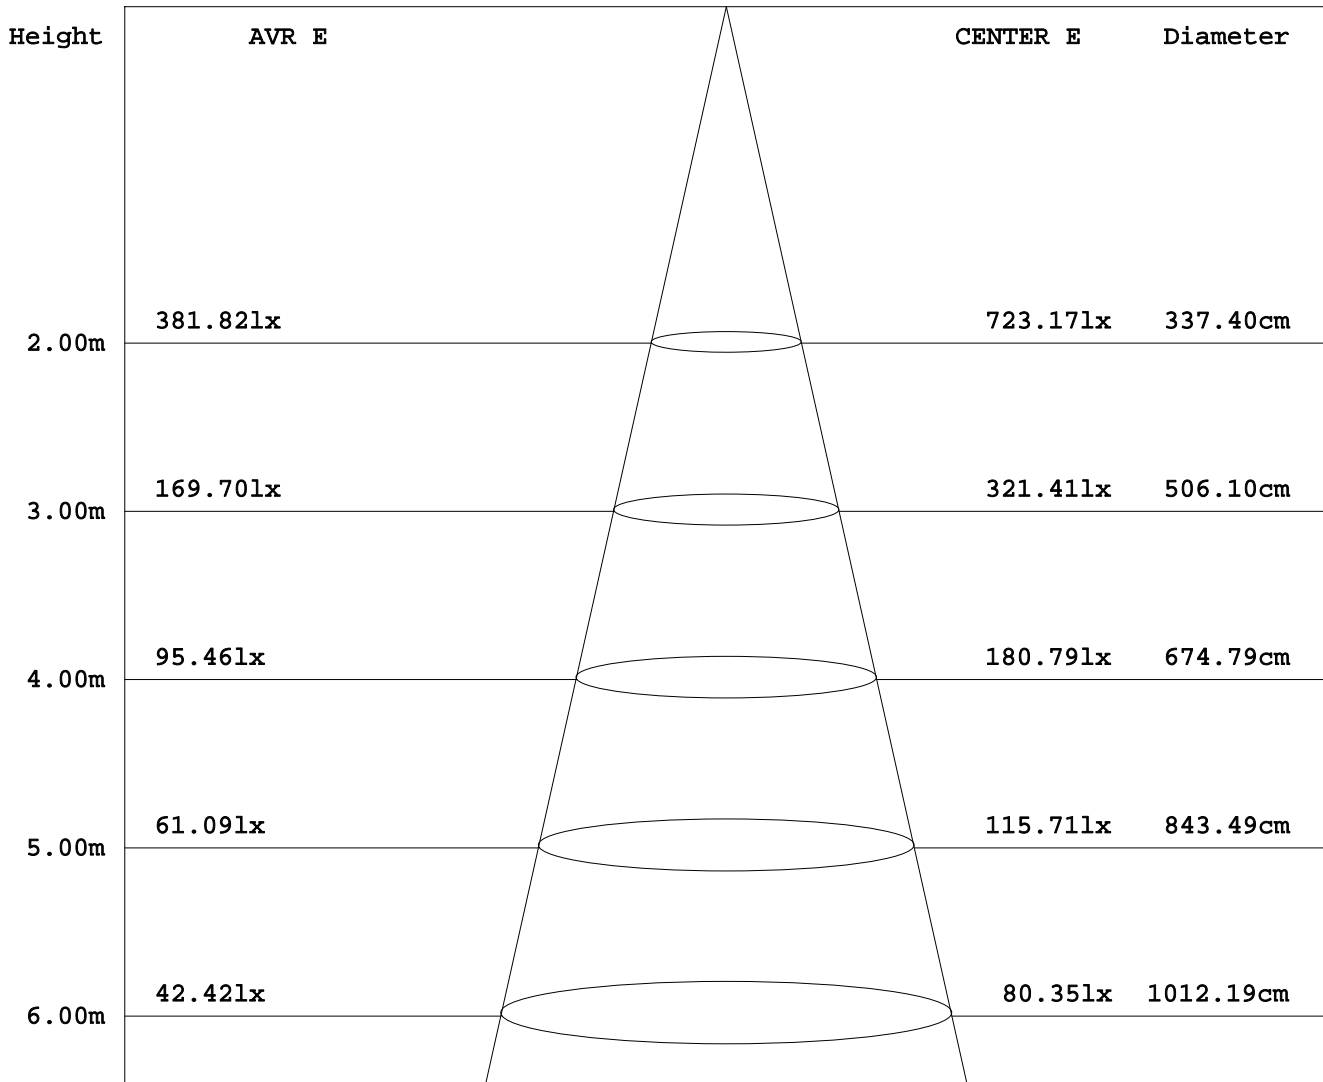 Height AVR E CENTER E Diameter
381.82lx 723.17lx 337.40cm
2.00m
169.70lx 321.41lx 506.10cm
3.00m
95.46lx 180.79lx 674.79cm
4.00m
61.09lx 115.71lx 843.49cm
5.00m
42.42lx 80.35lx 1012.19cm
6.00m